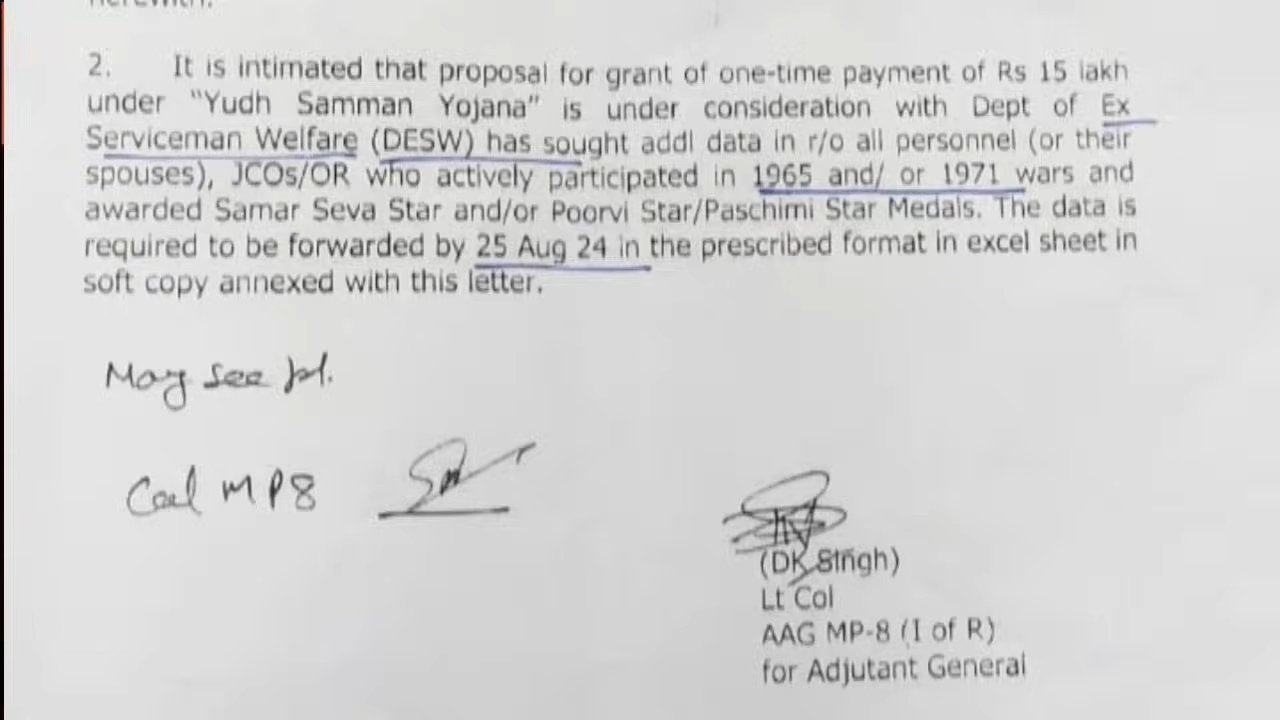 herewith.
2. It is intimated that proposal for grant of one-time payment of Rs 15 lakh
under "Yudh Samman Yojana" is under consideration with Dept of Ex
Serviceman Welfare (DESW) has sought addl data in r/o all personnel (or their
spouses), JCOs/OR who actively participated in 1965 and/ or 1971 wars and
awarded Samar Seva Star and/or Poorvi Star/Paschimi Star Medals. The data is
required to be forwarded by 25 Aug 24 in the prescribed format in excel sheet in
soft copy annexed with this letter.
May see pl.
Col MP8
(DK Singh)
Lt Col
AAG MP-8 (I of R)
for Adjutant General